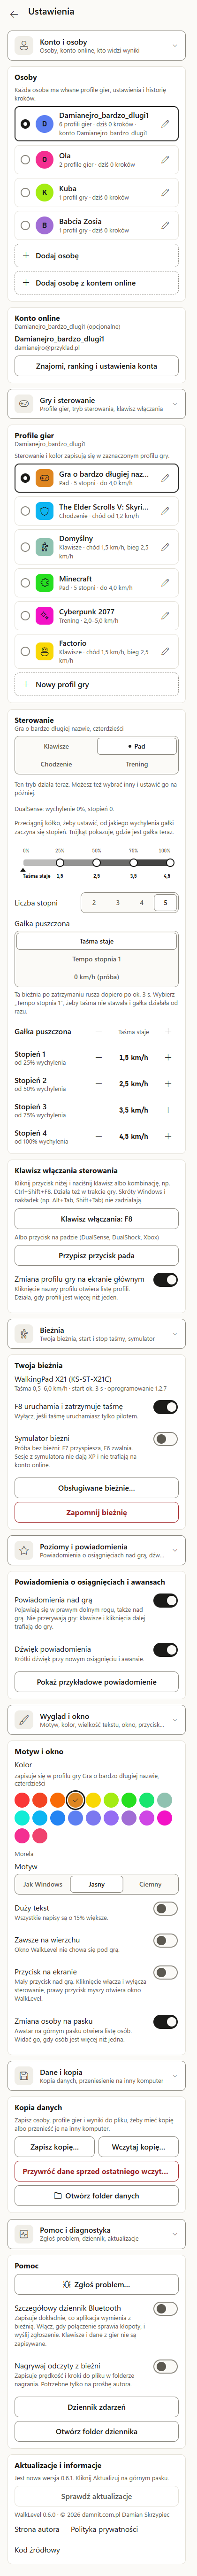 Ustawienia
Konto i osoby
Osoby, konto online, kto widzi wyniki
Osoby
Każda osoba ma własne profile gier, ustawienia i historię
kroków.
D
Damianejro_bardzo_dlugi1
6 profili gier · dziś 0 kroków ·
konto Damianejro_bardzo_dlugi1
O
Ola
2 profile gier · dziś 0 kroków
K
Kuba
1 profil gry · dziś 0 kroków
B
Babcia Zosia
1 profil gry · dziś 0 kroków
Dodaj osobę
Dodaj osobę z kontem online
Konto online
Damianejro_bardzo_dlugi1 (opcjonalne)
Damianejro_bardzo_dlugi1
damianejro@przyklad.pl
Znajomi, ranking i ustawienia konta
Gry i sterowanie
Profile gier, tryb sterowania, klawisz włączania
Profile gier
Damianejro_bardzo_dlugi1
Sterowanie i kolor zapisują się w zaznaczonym profilu gry.
Gra o bardzo długiej naz...
Pad · 5 stopni · do 4,0 km/h
The Elder Scrolls V: Skyri...
Chodzenie · chód od 1,2 km/h
Domyślny
Klawisze · chód 1,5 km/h, bieg 2,5
km/h
Minecraft
Pad · 5 stopni · do 4,0 km/h
Cyberpunk 2077
Trening · 2,0–5,0 km/h
Factorio
Klawisze · chód 1,5 km/h, bieg 2,5
km/h
Nowy profil gry
Sterowanie
Gra o bardzo długiej nazwie, czterdzieści
Klawisze
Pad
Chodzenie
Trening
Ten tryb działa teraz. Możesz też wybrać inny i ustawić go na
później.
DualSense: wychylenie 0%, stopień 0.
Przeciągnij kółko, żeby ustawić, od jakiego wychylenia gałki
zaczyna się stopień. Trójkąt pokazuje, gdzie jest gałka teraz.
0% 25% 50% 75% 100%
Taśma staje 1,5 2,5 3,5 4,5
Liczba stopni 2 3 4 5
Gałka puszczona
Taśma staje
Tempo stopnia 1
0 km/h (próba)
Ta bieżnia po zatrzymaniu rusza dopiero po ok. 3 s. Wybierz
„Tempo stopnia 1”, żeby taśma nie stawała i gałka działała od
razu.
Gałka puszczona — Taśma staje +
Stopień 1
od 25% wychylenia
— 1,5 km/h +
Stopień 2
od 50% wychylenia
— 2,5 km/h +
Stopień 3
od 75% wychylenia
— 3,5 km/h +
Stopień 4
od 100% wychylenia
— 4,5 km/h +
Klawisz włączania sterowania
Kliknij przycisk niżej i naciśnij klawisz albo kombinację, np.
Ctrl+Shift+F8. Działa też w trakcie gry. Skróty Windows i
nakładek (np. Alt+Tab, Shift+Tab) nie zadziałają.
Klawisz włączania: F8
Albo przycisk na padzie (DualSense, DualShock, Xbox)
Przypisz przycisk pada
Zmiana profilu gry na ekranie głównym
Kliknięcie nazwy profilu otwiera listę profili.
Działa, gdy profili jest więcej niż jeden.
Bieżnia
Twoja bieżnia, start i stop taśmy, symulator
Twoja bieżnia
WalkingPad X21 (KS-ST-X21C)
Taśma 0,5–6,0 km/h · start ok. 3 s · oprogramowanie 1.2.7
F8 uruchamia i zatrzymuje taśmę
Wyłącz, jeśli taśmę uruchamiasz tylko pilotem.
Symulator bieżni
Próba bez bieżni: F7 przyspiesza, F6 zwalnia.
Sesje z symulatora nie dają XP i nie trafiają na
konto online.
Obsługiwane bieżnie...
Zapomnij bieżnię
Poziomy i powiadomienia
Powiadomienia o osiągnięciach nad grą, dźw...
Powiadomienia o osiągnięciach i awansach
Powiadomienia nad grą
Pojawiają się w prawym dolnym rogu, także nad
grą. Nie przerywają gry: klawisze i kliknięcia dalej
trafiają do gry.
Dźwięk powiadomienia
Krótki dźwięk przy nowym osiągnięciu i awansie.
Pokaż przykładowe powiadomienie
Wygląd i okno
Motyw, kolor, wielkość tekstu, okno, przycisk...
Motyw i okno
Kolor
zapisuje się w profilu gry Gra o bardzo długiej nazwie,
czterdzieści
Morela
Motyw
Jak Windows
Jasny
Ciemny
Duży tekst
Wszystkie napisy są o 15% większe.
Zawsze na wierzchu
Okno WalkLevel nie chowa się pod grą.
Przycisk na ekranie
Mały przycisk nad grą. Kliknięcie włącza i wyłącza
sterowanie, prawy przycisk myszy otwiera okno
WalkLevel.
Zmiana osoby na pasku
Awatar na górnym pasku otwiera listę osób.
Widać go, gdy osób jest więcej niż jedna.
Dane i kopia
Kopia danych, przeniesienie na inny komputer
Kopia danych
Zapisz osoby, profile gier i wyniki do pliku, żeby mieć kopię
albo przenieść je na inny komputer.
Zapisz kopię...
Wczytaj kopię...
Przywróć dane sprzed ostatniego wczyt...
Otwórz folder danych
Pomoc i diagnostyka
Zgłoś problem, dziennik, aktualizacje
Pomoc
Zgłoś problem...
Szczegółowy dziennik Bluetooth
Zapisuje dokładnie, co aplikacja wymienia z
bieżnią. Włącz, gdy połączenie sprawia kłopoty, i
wyślij zgłoszenie. Klawisze i dane z gier nie są
zapisywane.
Nagrywaj odczyty z bieżni
Zapisuje prędkość i kroki do pliku w folderze
nagrania. Potrzebne tylko na prośbę autora.
Dziennik zdarzeń
Otwórz folder dziennika
Aktualizacje i informacje
Jest nowa wersja 0.6.1. Kliknij Aktualizuj na górnym pasku.
Sprawdź aktualizacje
WalkLevel 0.6.0 · © 2026 damnit.com.pl Damian Skrzypiec
Strona autora Polityka prywatności
Kod źródłowy